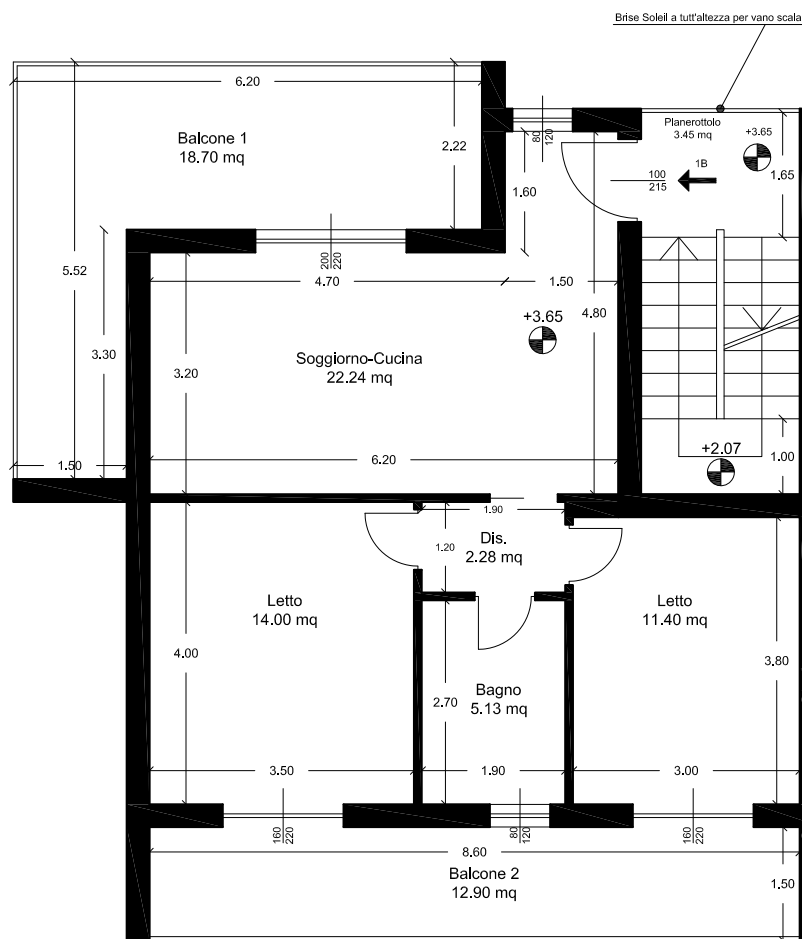 Brise Soleil a tutt'altezza per vano scala
6.20
Balcone 1
18.70 mq
2.22
80
120
Planerottolo
3.45 mq
+3.65
1B
100
215
1.65
1.60
5.52
200
220
4.70
1.50
4.80
+3.65
3.30
3.20
Soggiorno-Cucina
22.24 mq
1.50
6.20
+2.07
1.00
1.90
Dis.
2.28 mq
1.20
Letto
14.00 mq
Letto
11.40 mq
4.00
3.80
Bagno
5.13 mq
2.70
3.50
1.90
3.00
160
220
80
120
160
220
8.60
Balcone 2
12.90 mq
1.50